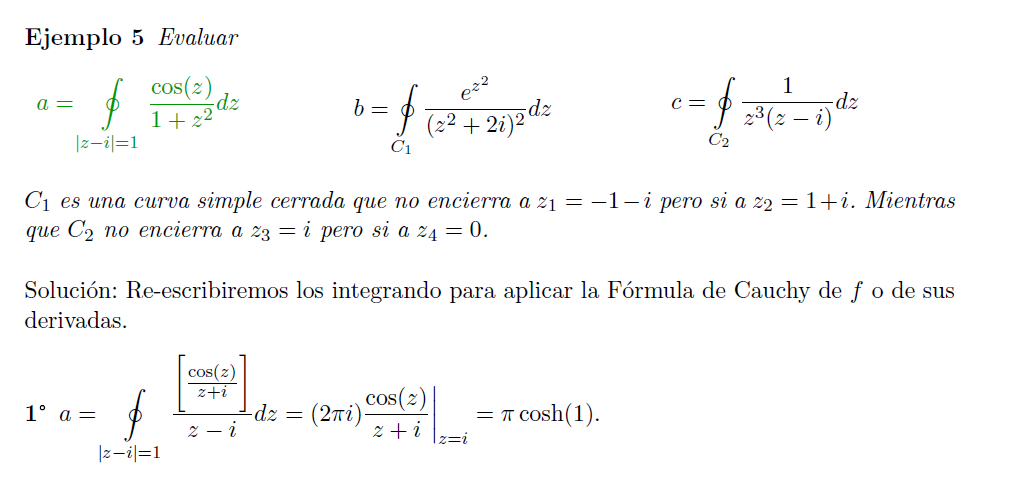 Ejemplo 5 Evaluar
a = ∮_{|z−i|=1} cos(z)/(1 + z²) dz    b = ∮_{C₁} e^{z²}/(z² + 2i)² dz    c = ∮_{C₂} 1/(z³(z − i)) dz
C₁ es una curva simple cerrada que no encierra a z₁ = −1−i pero si a z₂ = 1+i. Mientras
que C₂ no encierra a z₃ = i pero si a z₄ = 0.
Solución: Re-escribiremos los integrando para aplicar la Fórmula de Cauchy de f o de sus
derivadas.
1° a = ∮_{|z−i|=1} [cos(z)/(z+i)]/(z − i) dz = (2πi) cos(z)/(z + i)|_{z=i} = π cosh(1).